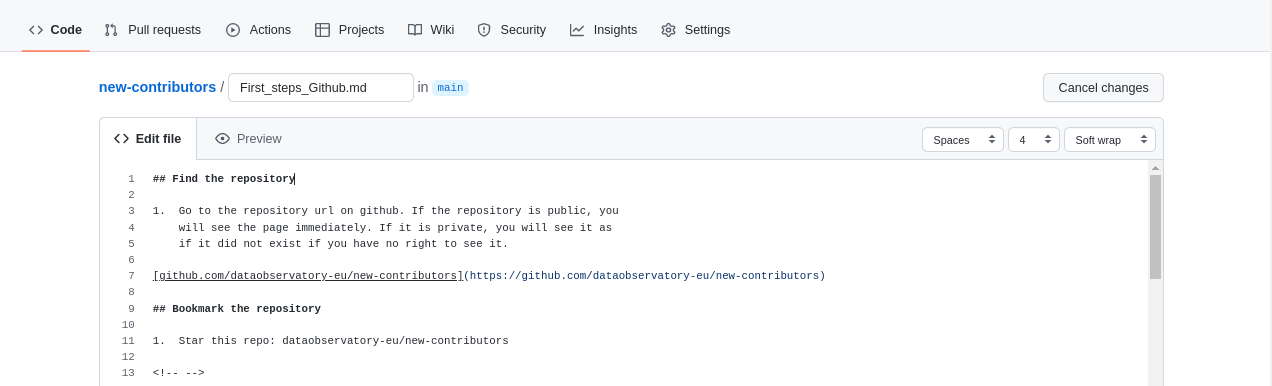 Code Pull requests Actions Projects Wiki Security Insights Settings
new-contributors / First_steps_Github.md in main Cancel changes
Edit file Preview Spaces 4 Soft wrap
1 ## Find the repository
2
3 1.  Go to the repository url on github. If the repository is public, you
4     will see the page immediately. If it is private, you will see it as
5     if it did not exist if you have no right to see it.
6
7 [github.com/dataobservatory-eu/new-contributors](https://github.com/dataobservatory-eu/new-contributors)
8
9 ## Bookmark the repository
10
11 1.  Star this repo: dataobservatory-eu/new-contributors
12
13 <!-- -->